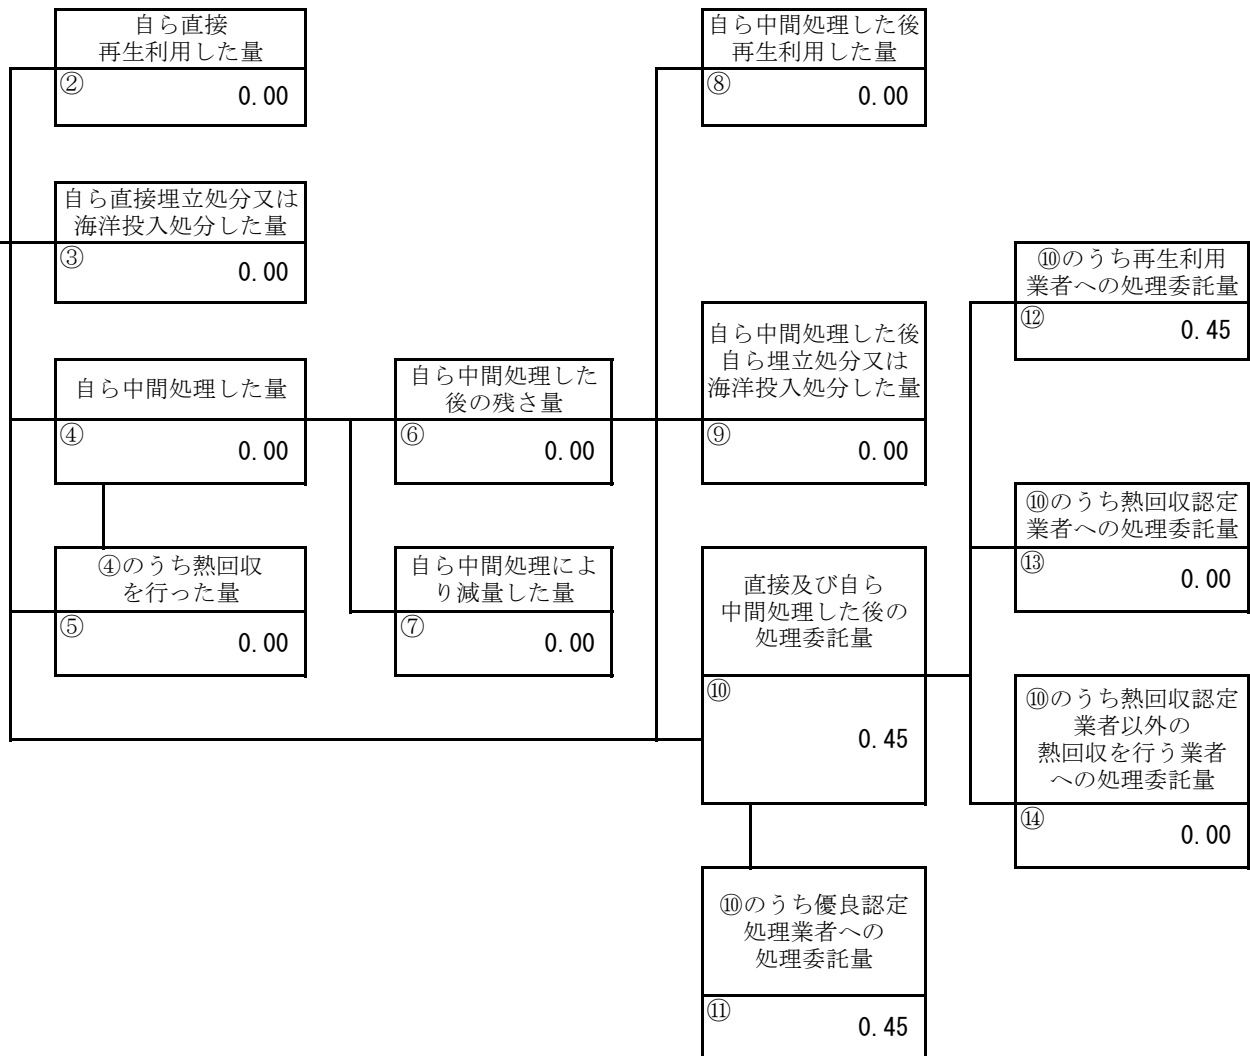 自ら直接
再生利用した量
②
0.00
自ら直接埋立処分又は
海洋投入処分した量
③
0.00
自ら中間処理した量
④
0.00
④のうち熱回収
を行った量
⑤
0.00
自ら中間処理した
後の残さ量
⑥
0.00
自ら中間処理によ
り減量した量
⑦
0.00
自ら中間処理した後
再生利用した量
⑧
0.00
自ら中間処理した後
自ら埋立処分又は
海洋投入処分した量
⑨
0.00
直接及び自ら
中間処理した後の
処理委託量
⑩
0.45
⑩のうち優良認定
処理業者への
処理委託量
⑪
0.45
⑩のうち再生利用
業者への処理委託量
⑫
0.45
⑩のうち熱回収認定
業者への処理委託量
⑬
0.00
⑩のうち熱回収認定
業者以外の
熱回収を行う業者
への処理委託量
⑭
0.00